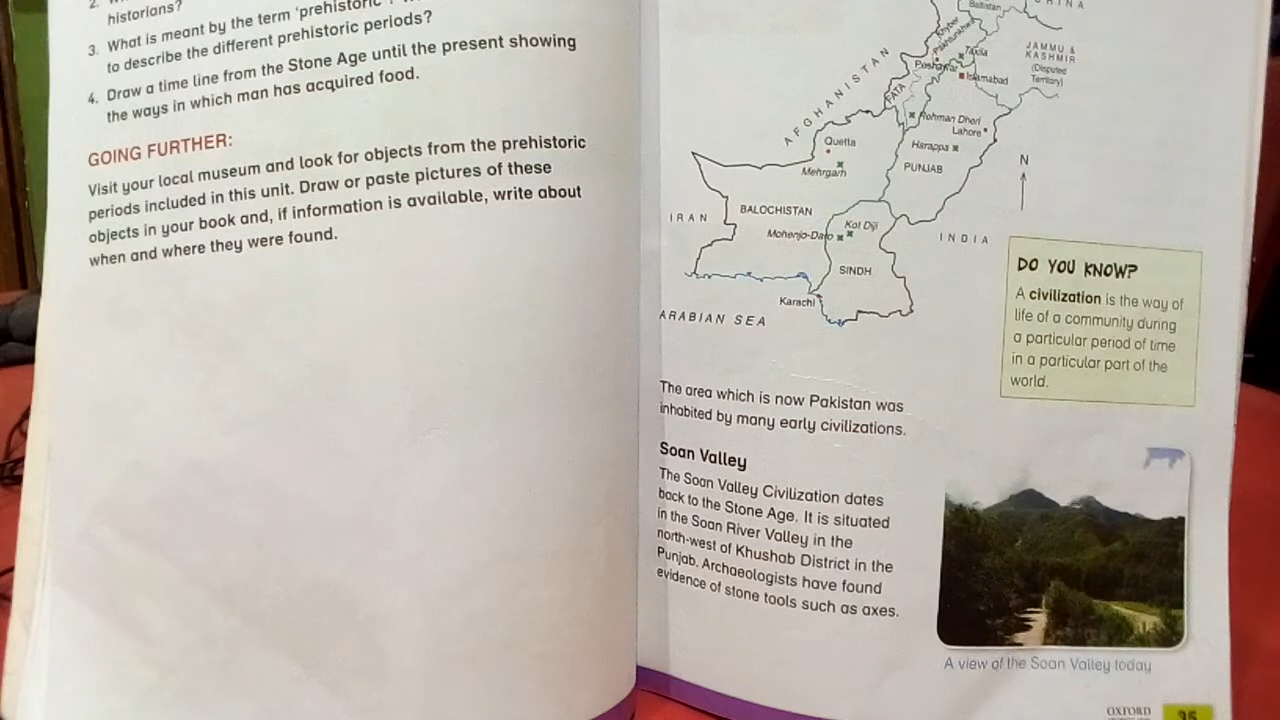 2.
historians?
3. What is meant by the term 'prehistoric'?
to describe the different prehistoric periods?
4. Draw a time line from the Stone Age until the present showing
the ways in which man has acquired food.
GOING FURTHER:
Visit your local museum and look for objects from the prehistoric
periods included in this unit. Draw or paste pictures of these
objects in your book and, if information is available, write about
when and where they were found.
Baltistan
Khyber
Pakhtunkhwa
Taxila
JAMMU &
KASHMIR
(Disputed
Territory)
Peshawar
Islamabad
AFGHANISTAN
FATA
Rehman Dheri
Lahore
Quetta
Harappa
Mehrgarh
PUNJAB
N
IRAN
BALOCHISTAN
Kot Diji
Mohenjo-Daro
INDIA
SINDH
Karachi
ARABIAN SEA
DO YOU KNOW?
A civilization is the way of
life of a community during
a particular period of time
in a particular part of the
world.
The area which is now Pakistan was
inhabited by many early civilizations.
Soan Valley
The Soan Valley Civilization dates
back to the Stone Age. It is situated
in the Soan River Valley in the
north-west of Khushab District in the
Punjab. Archaeologists have found
evidence of stone tools such as axes.
A view of the Soan Valley today
OXFORD